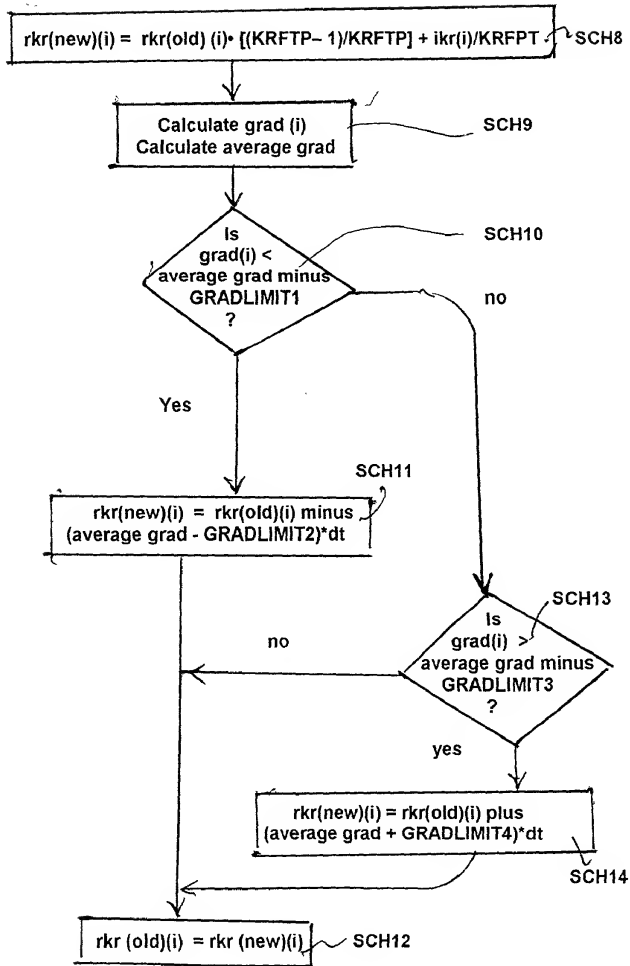 rkr(new)(i) = rkr(old) (i)• [(KRFTP– 1)/KRFTP] + ikr(i)/KRFPT
SCH8
Calculate grad (i)
Calculate average grad
SCH9
Is
grad(i) <
average grad minus
GRADLIMIT1
?
SCH10
no
Yes
SCH11
rkr(new)(i) = rkr(old)(i) minus
(average grad - GRADLIMIT2)*dt
SCH13
Is
grad(i) >
average grad minus
GRADLIMIT3
?
no
yes
rkr(new)(i) = rkr(old)(i) plus
(average grad + GRADLIMIT4)*dt
SCH14
rkr (old)(i) = rkr (new)(i)
SCH12